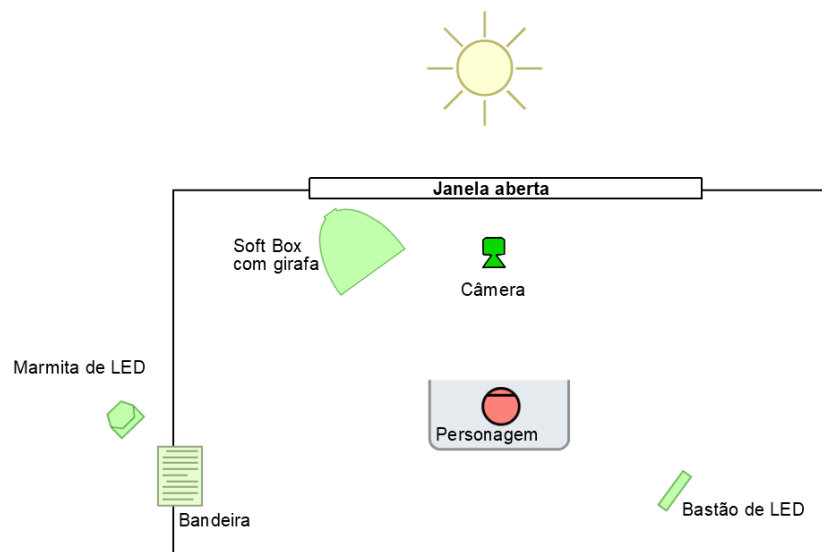 Janela aberta
Soft Box
com girafa
Câmera
Marmita de LED
Personagem
Bandeira
Bastão de LED